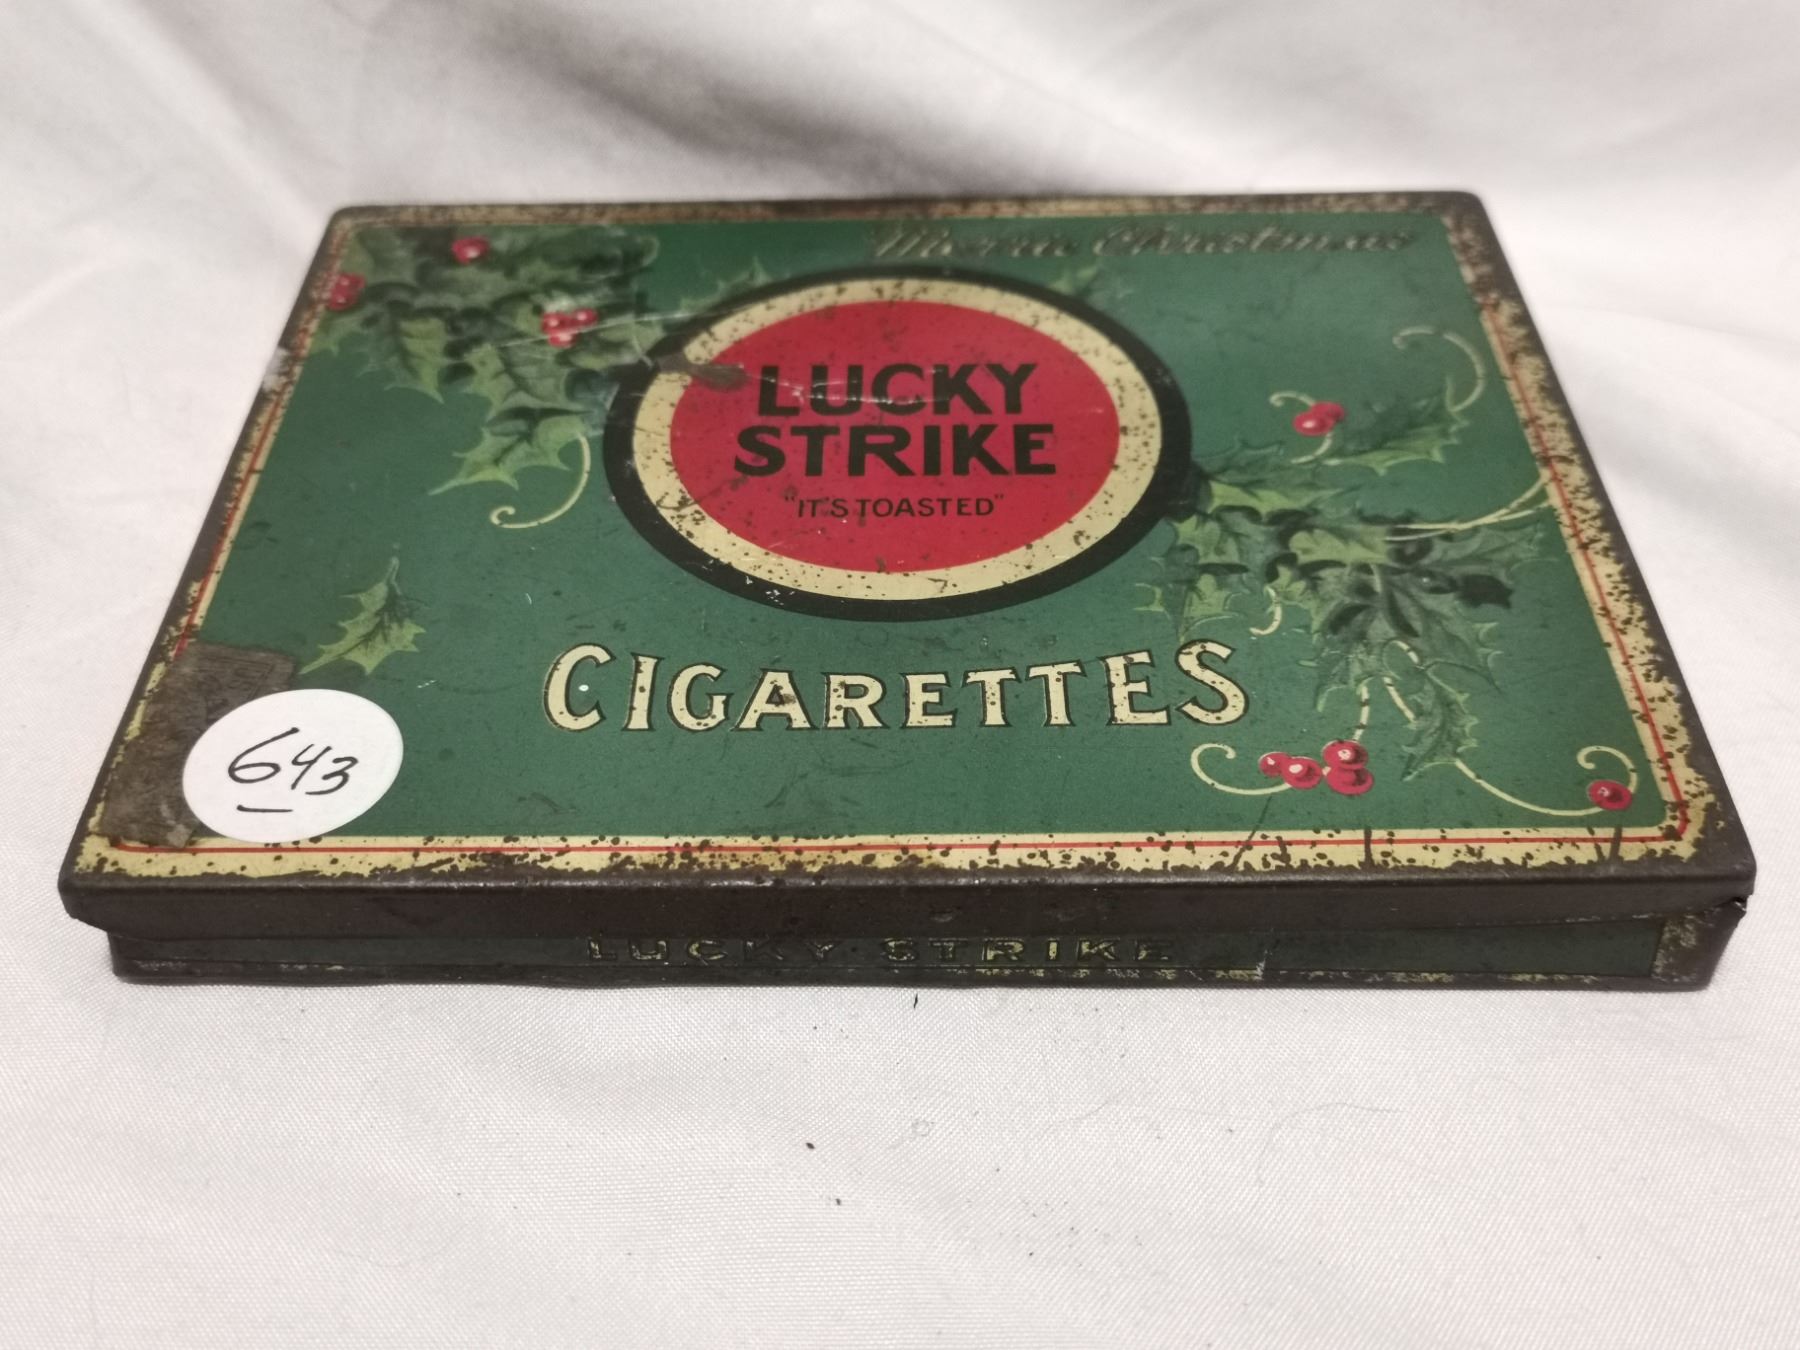 Merrie Christmas
LUCKY
STRIKE
"IT'S TOASTED"
CIGARETTES
643
LUCKY STRIKE